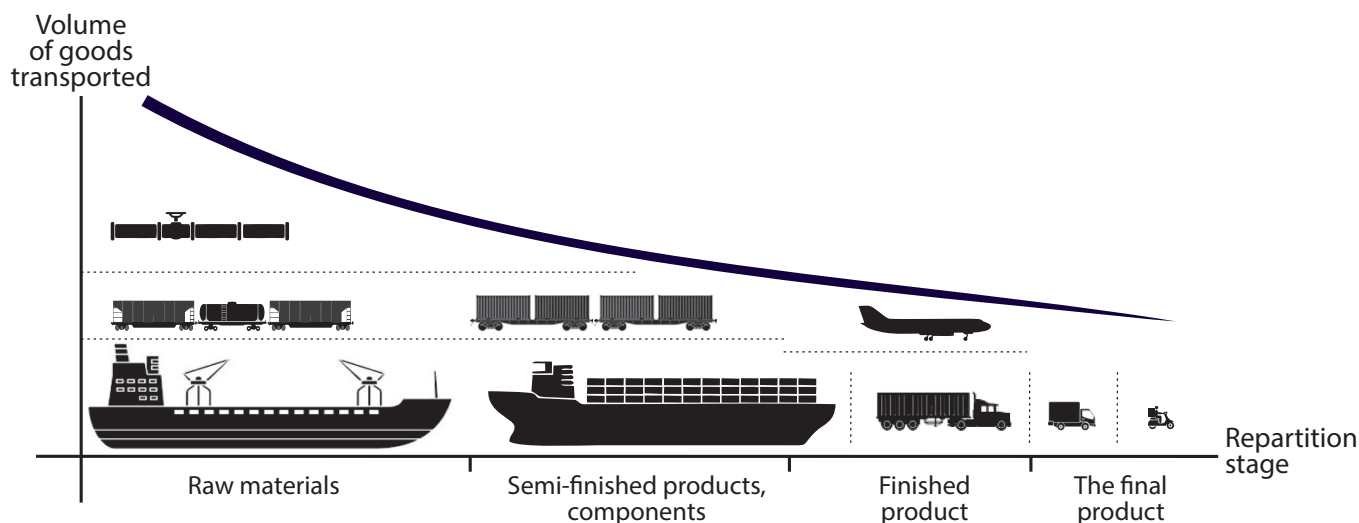 Volume
of goods
transported
Repartition
stage
Raw materials
Semi-finished products,
components
Finished
product
The final
product